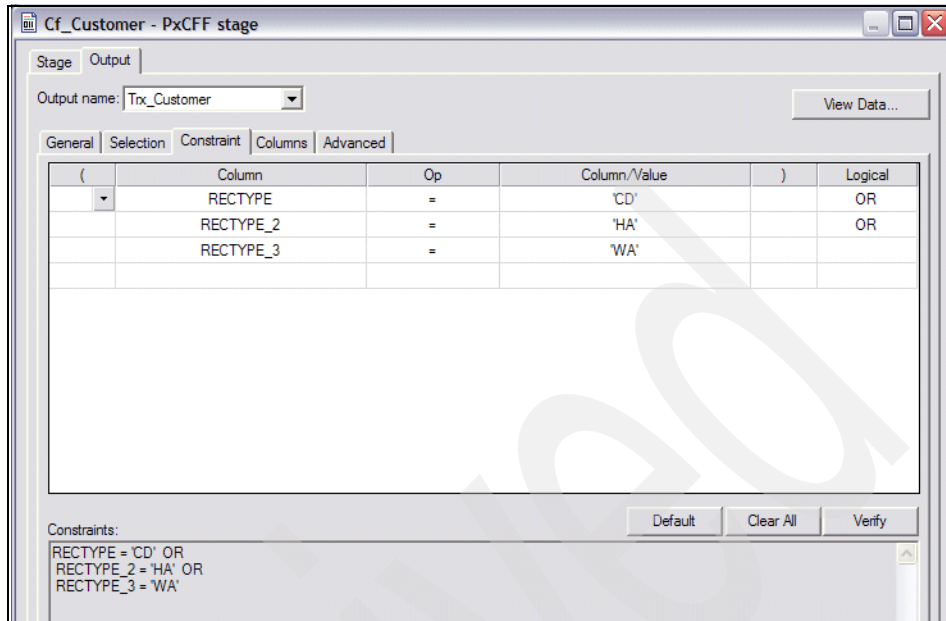 Cf_Customer - PxCFF stage
Stage Output
Output name: Trx_Customer
View Data...
General Selection Constraint Columns Advanced
( Column Op Column/Value ) Logical
RECTYPE = 'CD' OR
RECTYPE_2 = 'HA' OR
RECTYPE_3 = 'WA'
Default Clear All Verify
Constraints:
RECTYPE = 'CD' OR
RECTYPE_2 = 'HA' OR
RECTYPE_3 = 'WA'